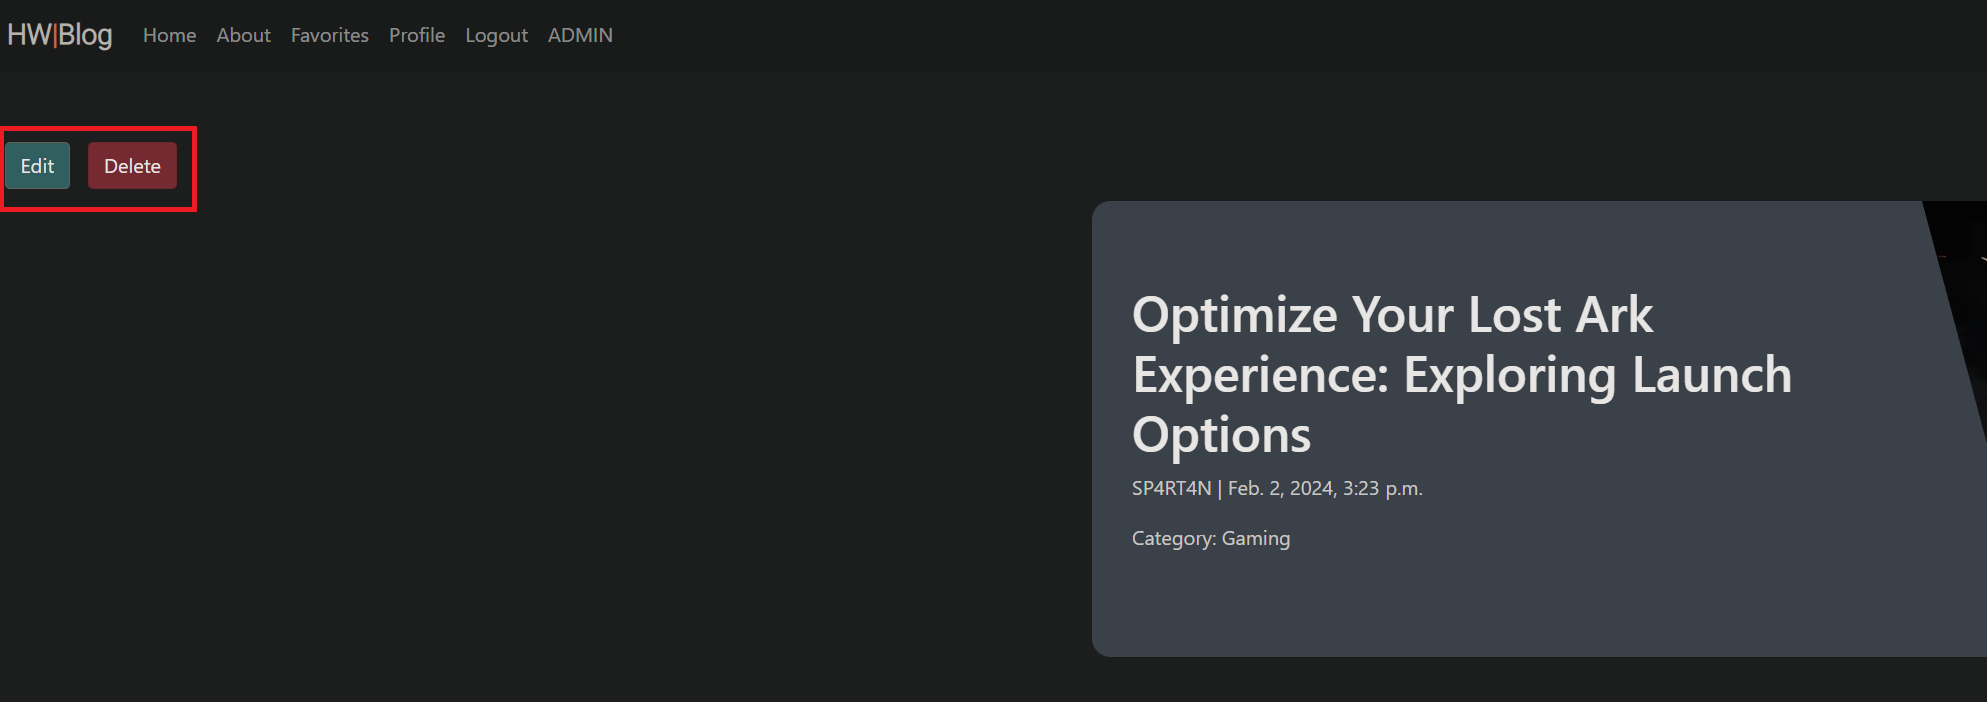 HW|Blog Home About Favorites Profile Logout ADMIN
Edit Delete
Optimize Your Lost Ark
Experience: Exploring Launch
Options
SP4RT4N | Feb. 2, 2024, 3:23 p.m.
Category: Gaming